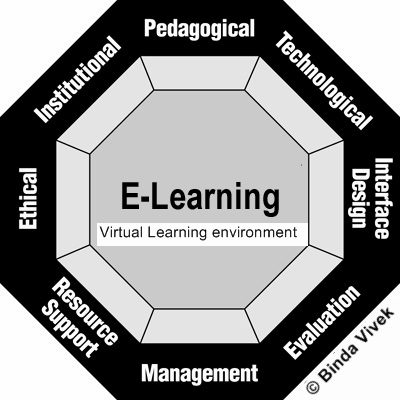 Pedagogical
Institutional
Technological
Ethical
Interface
Design
E-Learning
Virtual Learning environment
Resource
Support
Evaluation
Management
© Binda Vivek